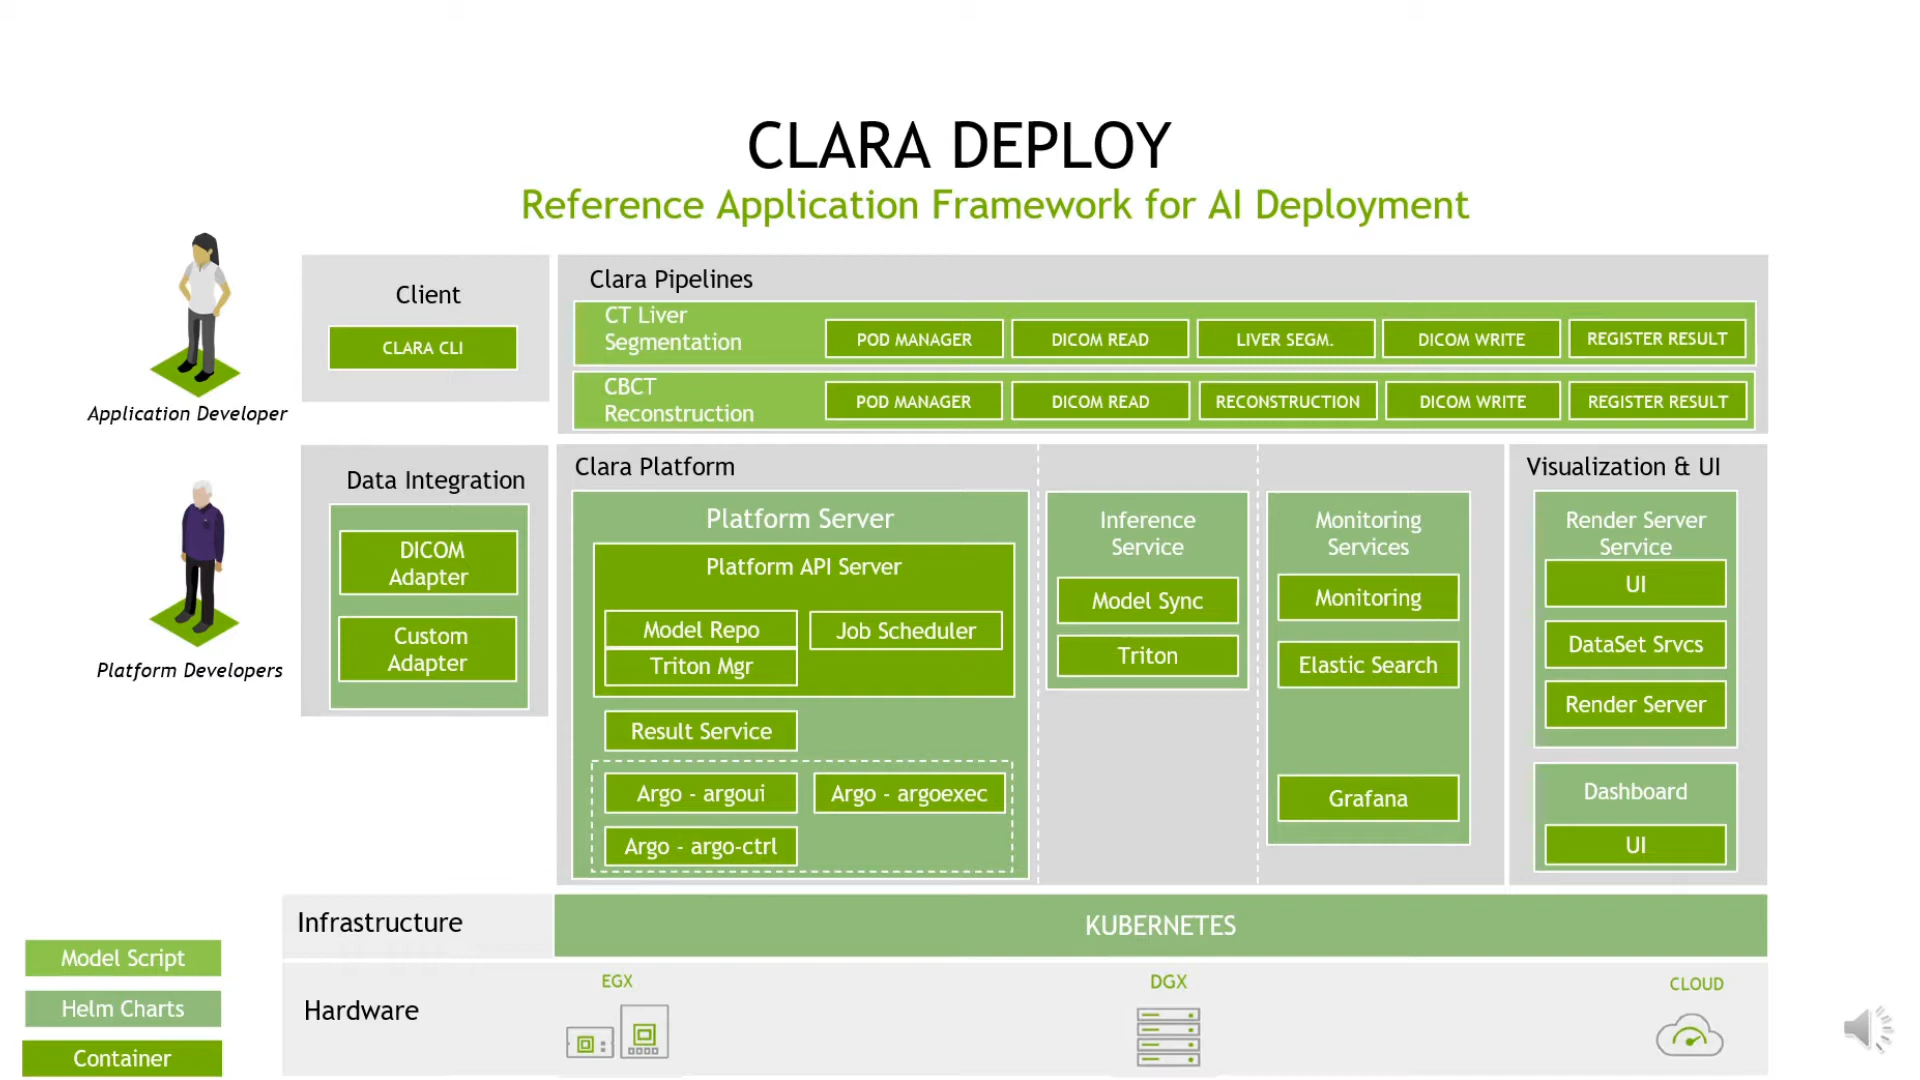 CLARA DEPLOY
Reference Application Framework for AI Deployment
Application Developer
Client
CLARA CLI
Clara Pipelines
CT Liver
Segmentation
POD MANAGER
DICOM READ
LIVER SEGM.
DICOM WRITE
REGISTER RESULT
CBCT
Reconstruction
POD MANAGER
DICOM READ
RECONSTRUCTION
DICOM WRITE
REGISTER RESULT
Platform Developers
Data Integration
DICOM
Adapter
Custom
Adapter
Clara Platform
Platform Server
Platform API Server
Model Repo
Job Scheduler
Triton Mgr
Result Service
Argo - argoui
Argo - argoexec
Argo - argo-ctrl
Inference
Service
Model Sync
Triton
Monitoring
Services
Monitoring
Elastic Search
Grafana
Visualization & UI
Render Server
Service
UI
DataSet Srvcs
Render Server
Dashboard
UI
Infrastructure
KUBERNETES
Hardware
EGX
DGX
CLOUD
Model Script
Helm Charts
Container